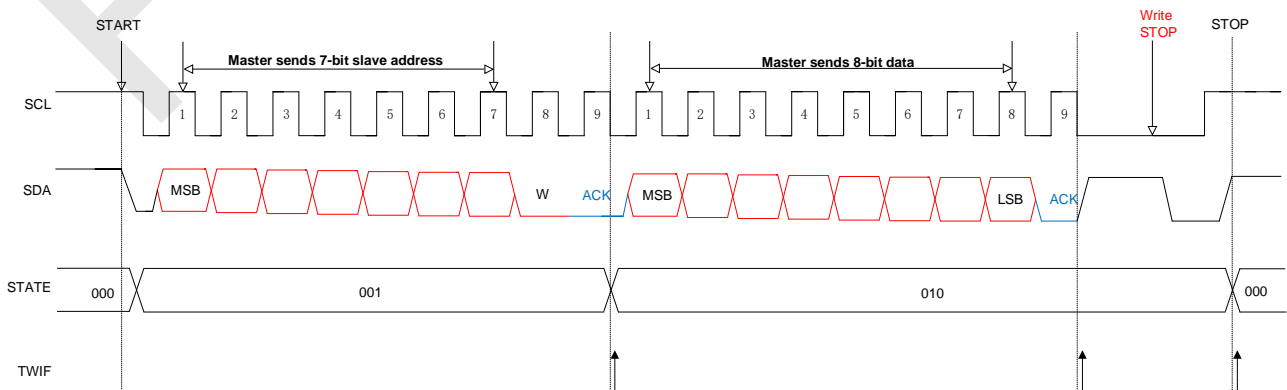 START
Write
STOP
STOP
Master sends 7-bit slave address
Master sends 8-bit data
SCL
1 2 3 4 5 6 7 8 9 1 2 3 4 5 6 7 8 9
SDA
MSB W ACK MSB LSB ACK
STATE
000 001 010 000
TWIF